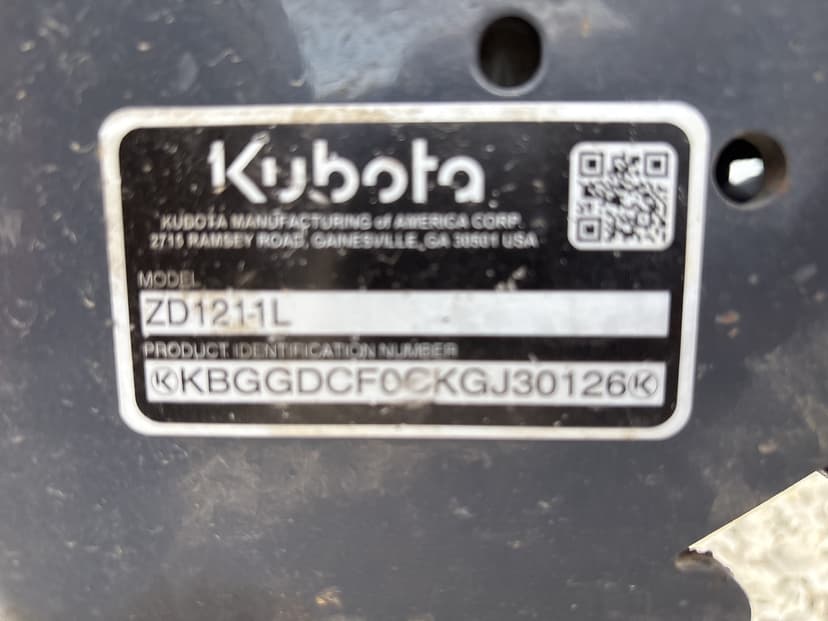 Kubota
KUBOTA MANUFACTURING of AMERICA CORP.
2715 RAMSEY ROAD, GAINESVILLE, GA 30501 USA
MODEL
ZD1211L
PRODUCT IDENTIFICATION NUMBER
KBGGDCF0CKGJ30126